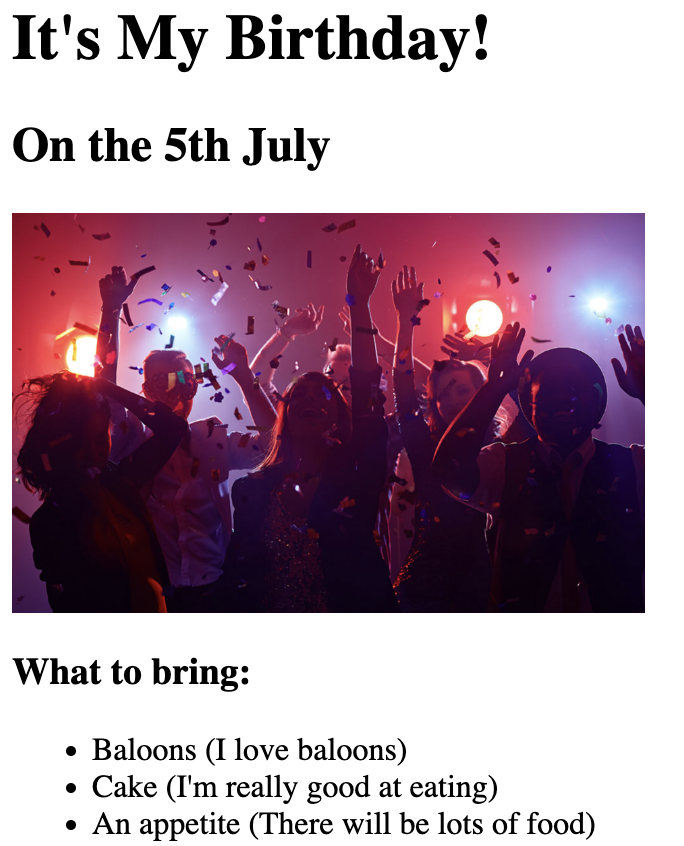 It's My Birthday!
On the 5th July
What to bring:
Baloons (I love baloons)
Cake (I'm really good at eating)
An appetite (There will be lots of food)